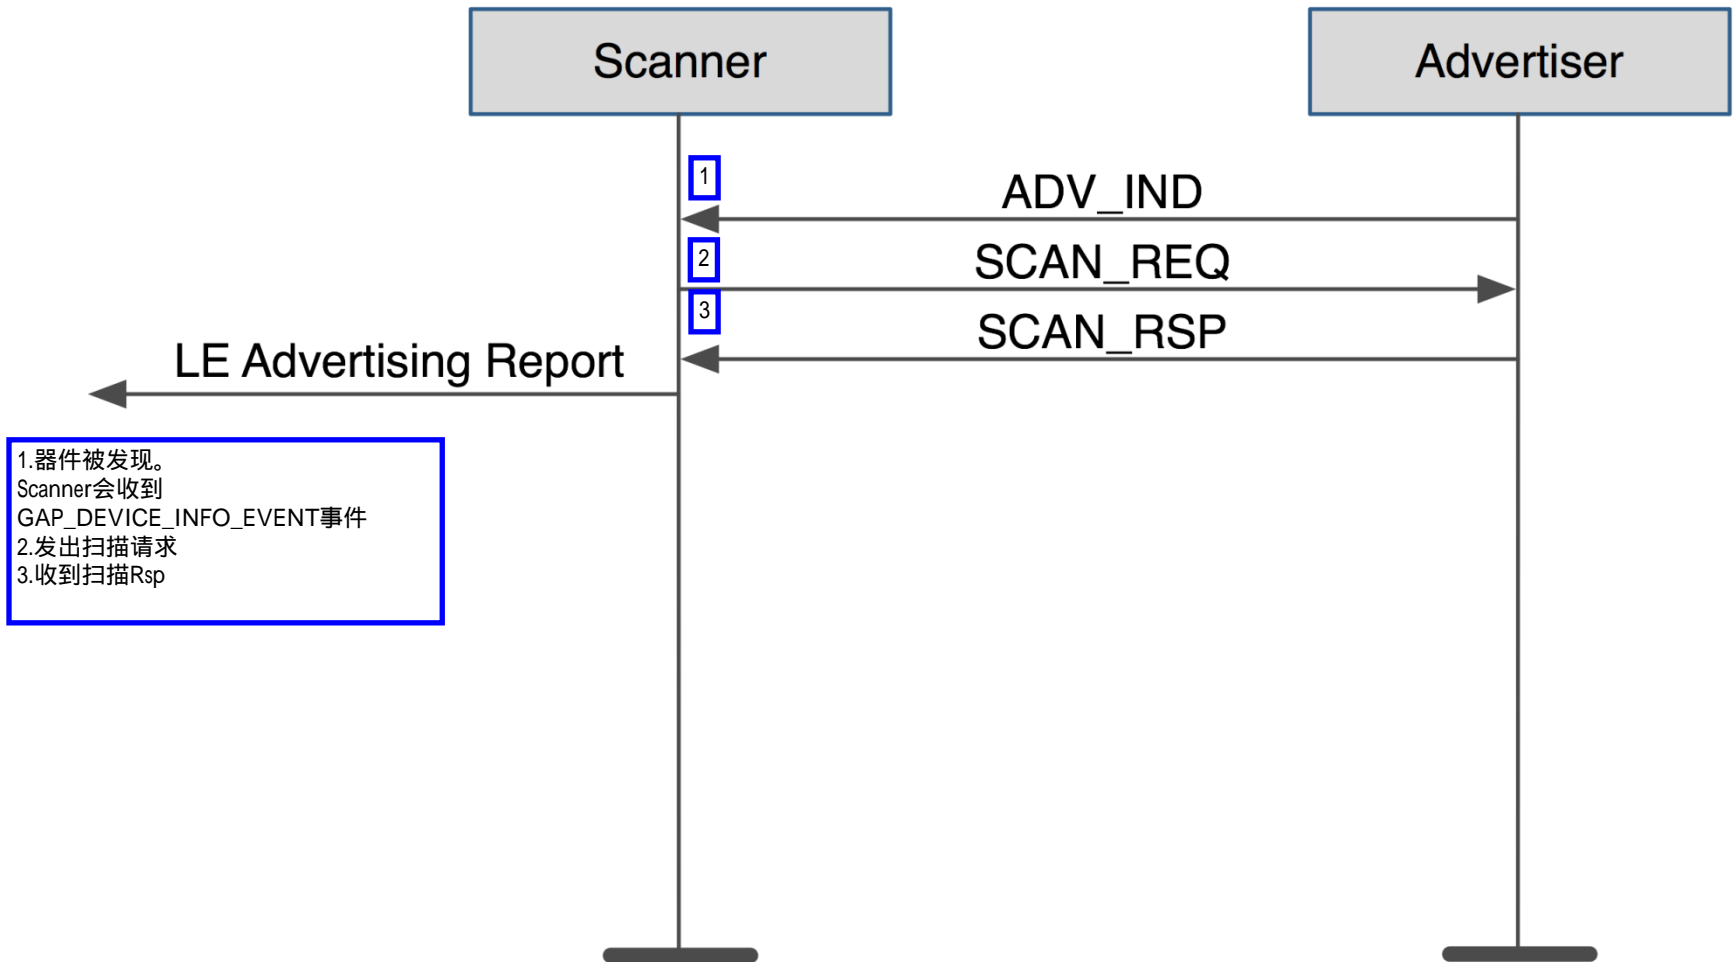 Scanner
Advertiser
1
ADV_IND
2
SCAN_REQ
3
SCAN_RSP
LE Advertising Report
1.器件被发现。
Scanner会收到
GAP_DEVICE_INFO_EVENT事件
2.发出扫描请求
3.收到扫描Rsp